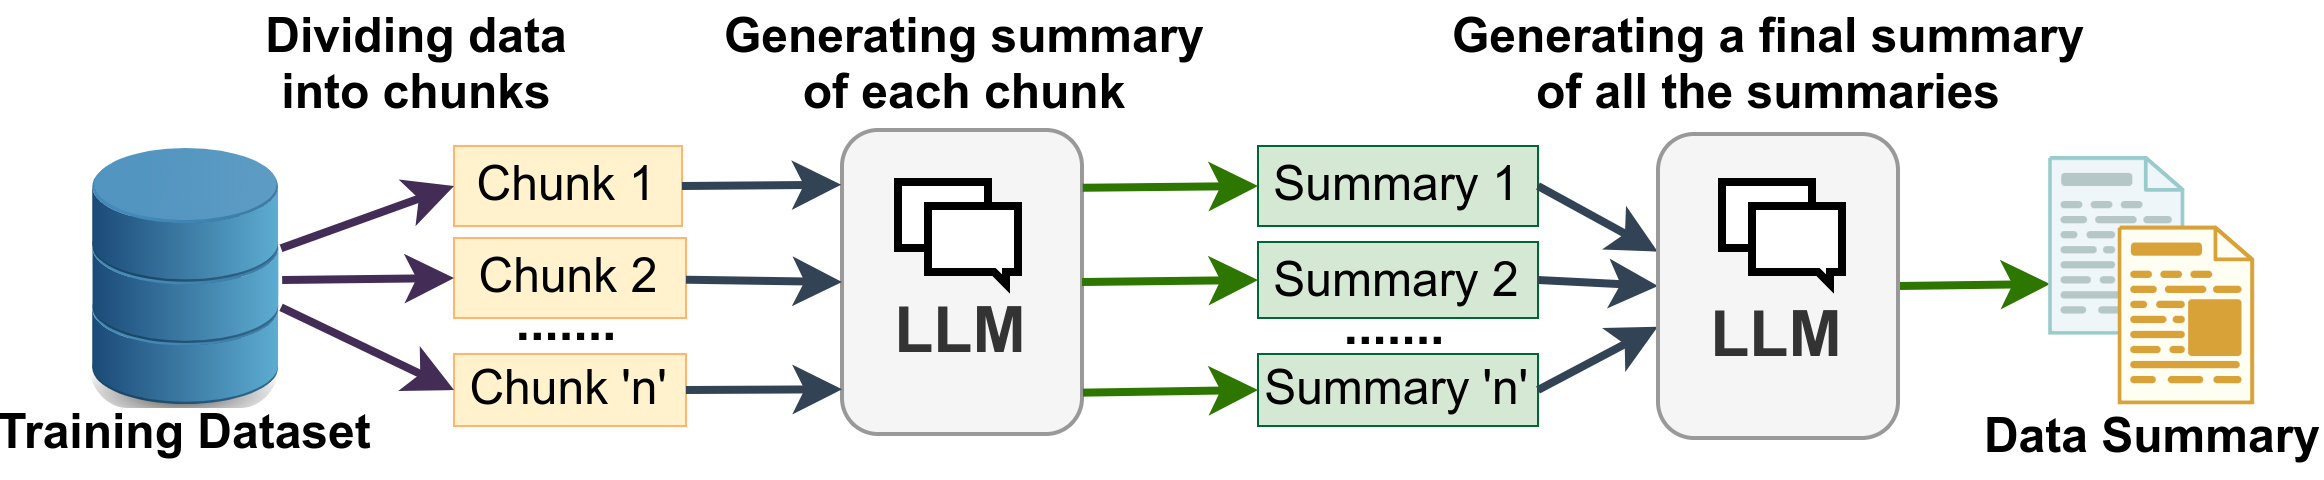 Dividing data
into chunks
Generating summary
of each chunk
Generating a final summary
of all the summaries
Chunk 1
Chunk 2
.......
Chunk 'n'
LLM
Summary 1
Summary 2
.......
Summary 'n'
LLM
Training Dataset
Data Summary